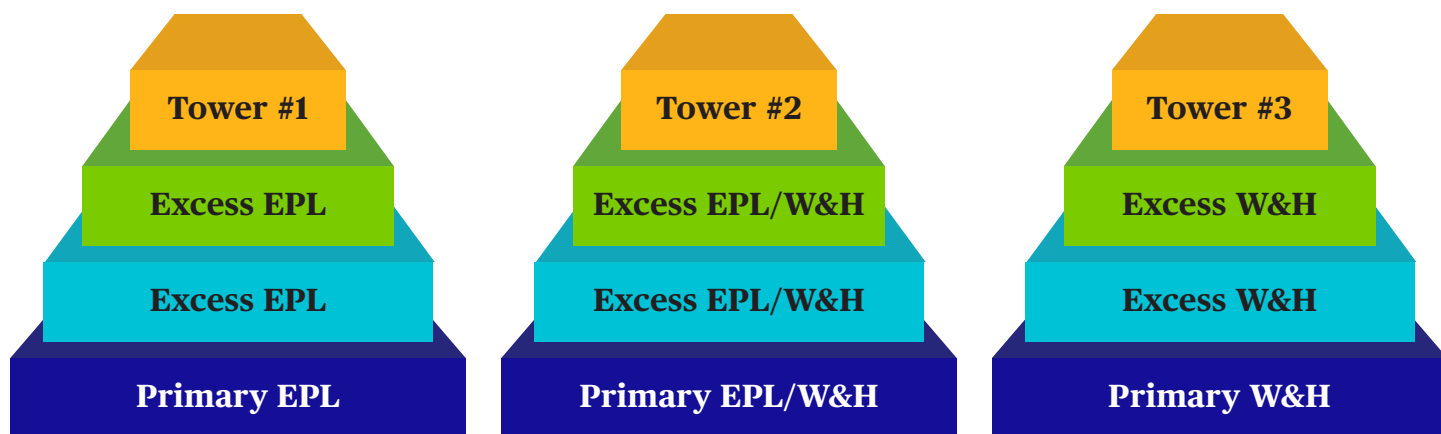 Tower #1
Excess EPL
Excess EPL
Primary EPL
Tower #2
Excess EPL/W&H
Excess EPL/W&H
Primary EPL/W&H
Tower #3
Excess W&H
Excess W&H
Primary W&H